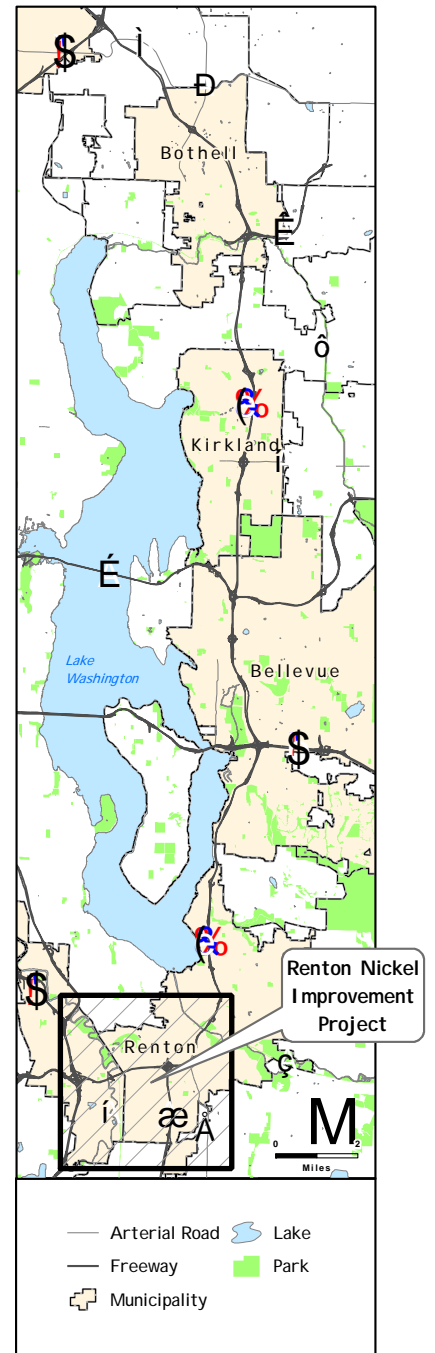 $
Ì
Ð
Bothell
Ê
ô
Kirkland
Í
É
Lake
Washington
Bellevue
$
$
Renton Nickel
Improvement
Project
Renton
Ç
í
æ
Å
M
0
2
Miles
Arterial Road
Lake
Freeway
Park
Municipality